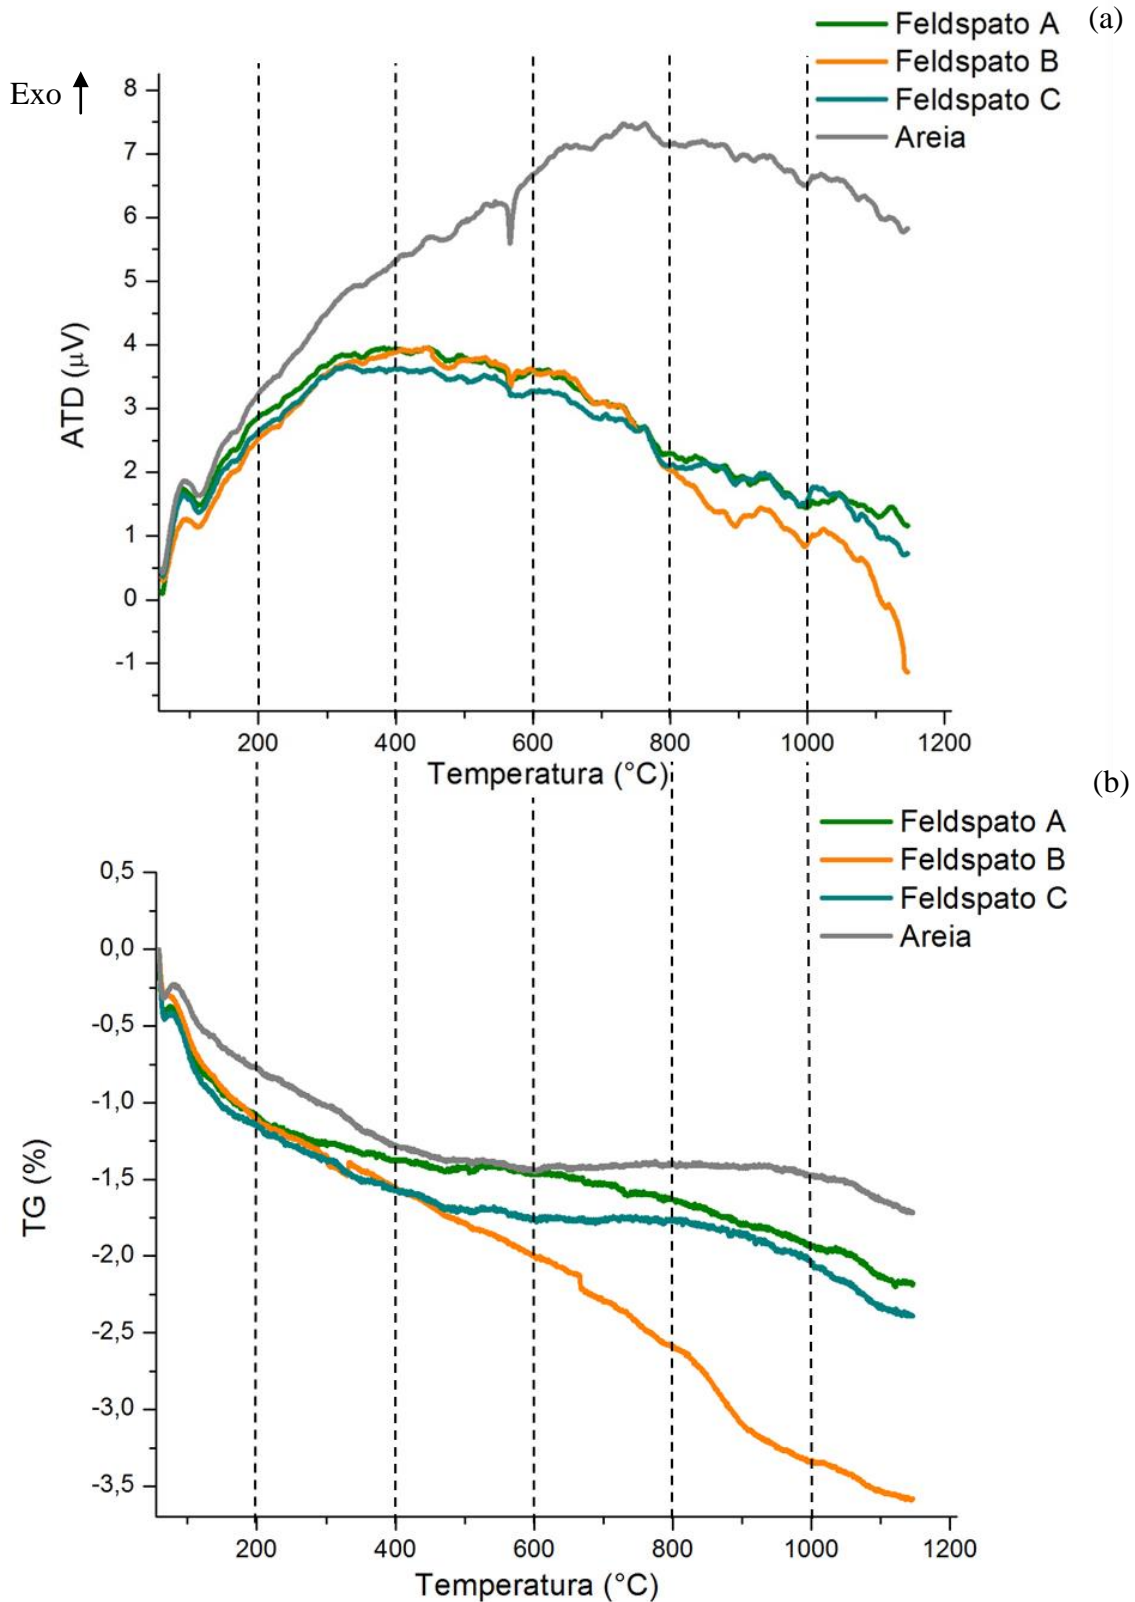 (a)
Feldspato A
Feldspato B
Feldspato C
Areia
Exo
8
7
6
5
4
3
2
1
0
-1
ATD (μV)
200 400 600 800 1000 1200
Temperatura (°C)
(b)
Feldspato A
Feldspato B
Feldspato C
Areia
0,5
0,0
-0,5
-1,0
-1,5
-2,0
-2,5
-3,0
-3,5
TG (%)
200 400 600 800 1000 1200
Temperatura (°C)